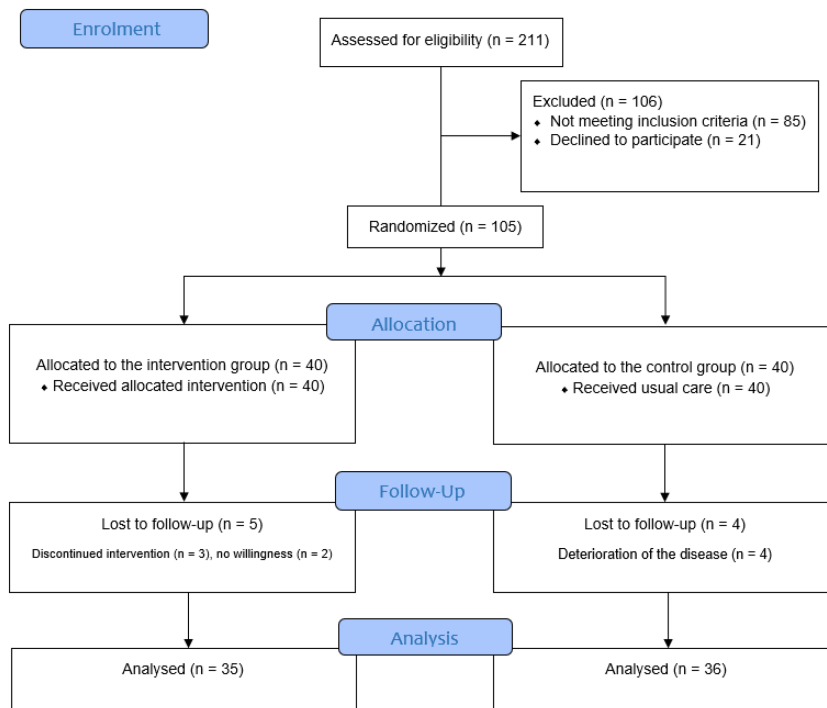 Enrolment
Assessed for eligibility (n = 211)
Excluded (n = 106)
⬥ Not meeting inclusion criteria (n = 85)
⬥ Declined to participate (n = 21)
Randomized (n = 105)
Allocation
Allocated to the intervention group (n = 40)
⬥ Received allocated intervention (n = 40)
Allocated to the control group (n = 40)
⬥ Received usual care (n = 40)
Follow-Up
Lost to follow-up (n = 5)
Discontinued intervention (n = 3), no willingness (n = 2)
Lost to follow-up (n = 4)
Deterioration of the disease (n = 4)
Analysis
Analysed (n = 35)
Analysed (n = 36)